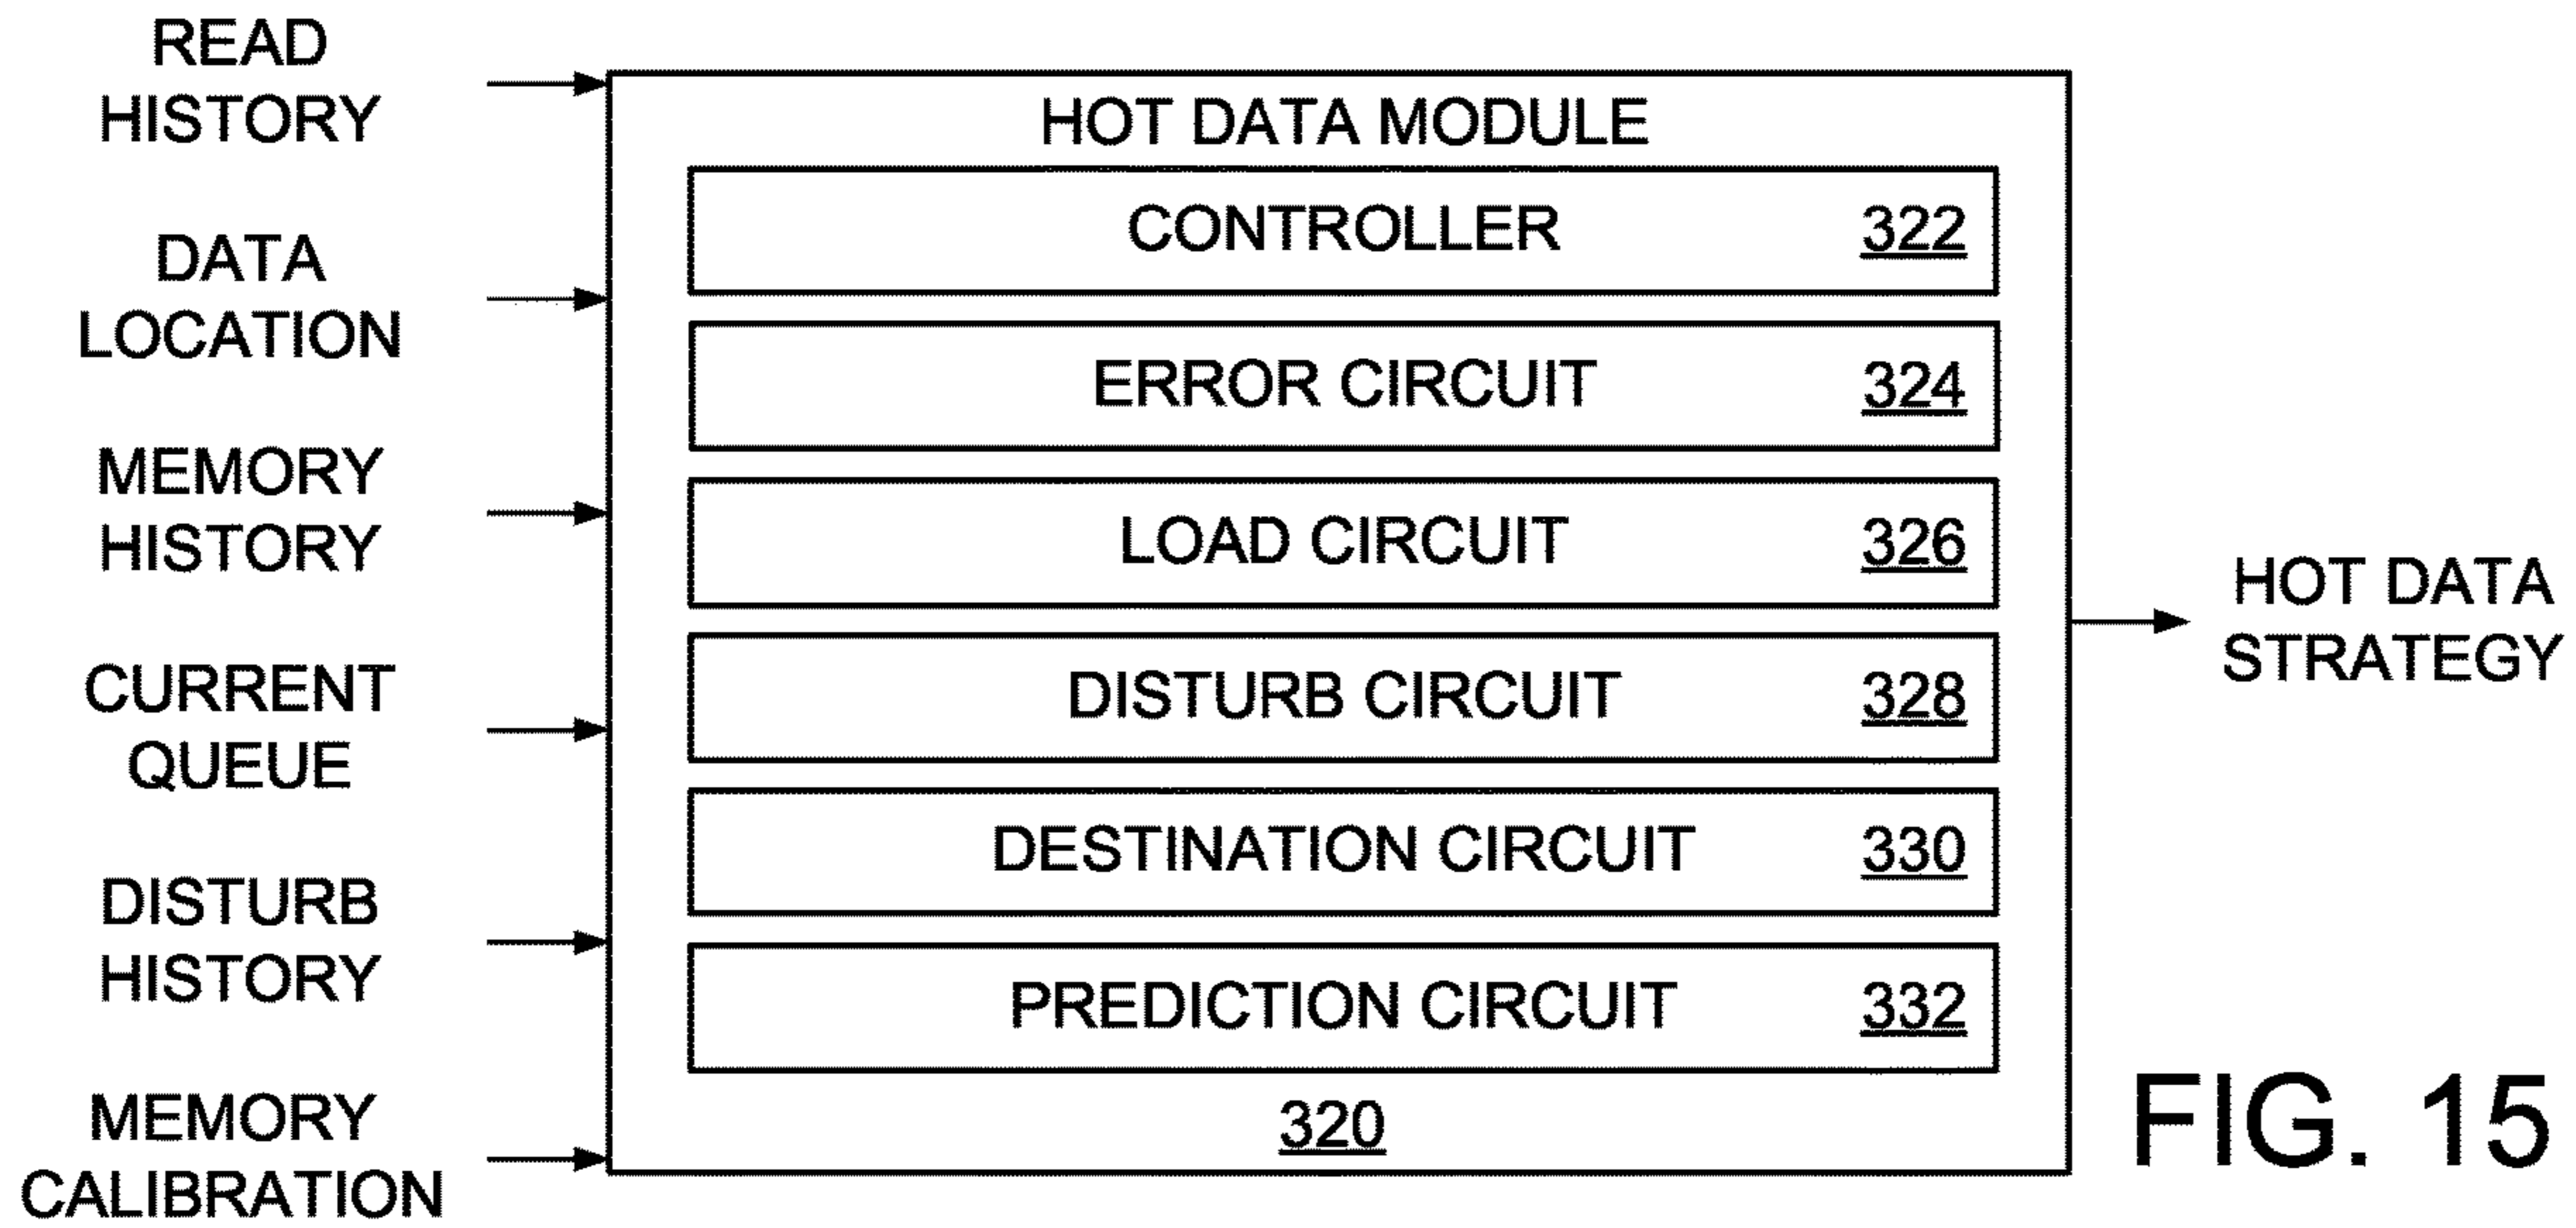 READ
HISTORY
DATA
LOCATION
MEMORY
HISTORY
CURRENT
QUEUE
DISTURB
HISTORY
MEMORY
CALIBRATION
HOT DATA MODULE
CONTROLLER 322
ERROR CIRCUIT 324
LOAD CIRCUIT 326
DISTURB CIRCUIT 328
DESTINATION CIRCUIT 330
PREDICTION CIRCUIT 332
320
HOT DATA
STRATEGY
FIG. 15